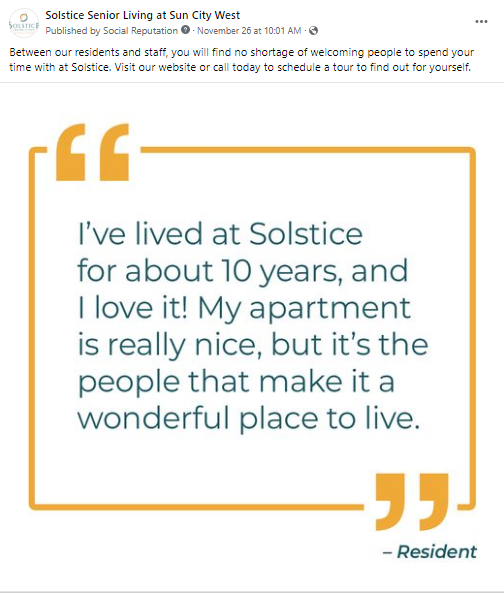 SOLSTICE
Solstice Senior Living at Sun City West
Published by Social Reputation · November 26 at 10:01 AM ·
Between our residents and staff, you will find no shortage of welcoming people to spend your
time with at Solstice. Visit our website or call today to schedule a tour to find out for yourself.
“
I’ve lived at Solstice
for about 10 years, and
I love it! My apartment
is really nice, but it’s the
people that make it a
wonderful place to live.
”
– Resident